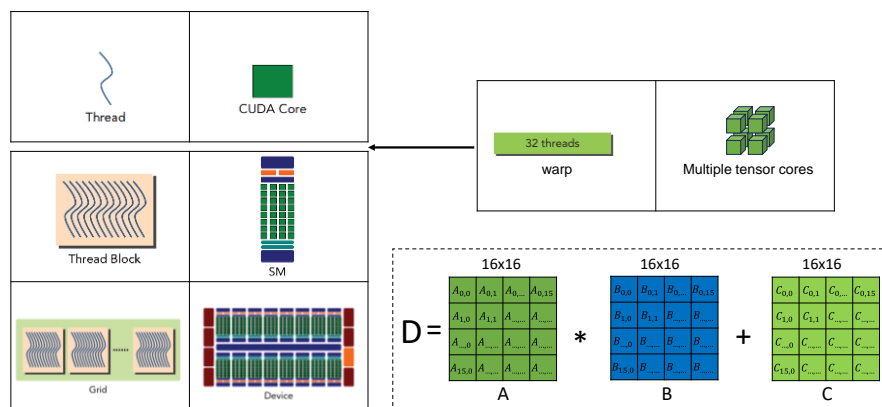 Thread
CUDA Core
32 threads
warp
Multiple tensor cores
Thread Block
SM
Grid
Device
16x16
16x16
16x16
D = A * B + C
A0,0 A0,1 A0,... A0,15
A1,0 A1,1 A...,... A...,...
A...,0 A...,... A...,... A...,...
A15,0 A...,... A...,... A...,...
B0,0 B0,1 B0,... B0,15
B1,0 B1,1 B...,... B...,...
B...,0 B...,... B...,... B...,...
B15,0 B...,... B...,... B...,...
C0,0 C0,1 C0,... C0,15
C1,0 C1,1 C...,... C...,...
C...,0 C...,... C...,... C...,...
C15,0 C...,... C...,... C...,...